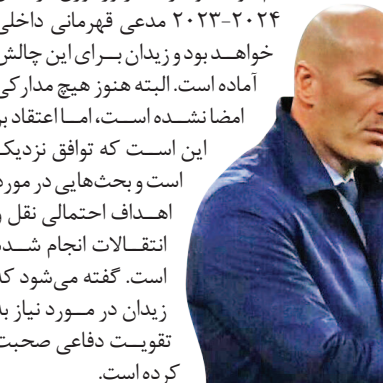 ۲۰۲۳-۲۰۲۴ مدعی قهرمانی داخلی
خواهد بود و زیدان برای این چالش
آماده است. البته هنوز هیچ مدارکی
امضا نشده است، اما اعتقاد بر
این است که توافق نزدیک
است و بحث‌هایی در مورد
اهداف احتمالی نقل و
انتقالات انجام شده
است. گفته می‌شود که
زیدان در مورد نیاز به
تقویت دفاعی صحبت
کرده است.